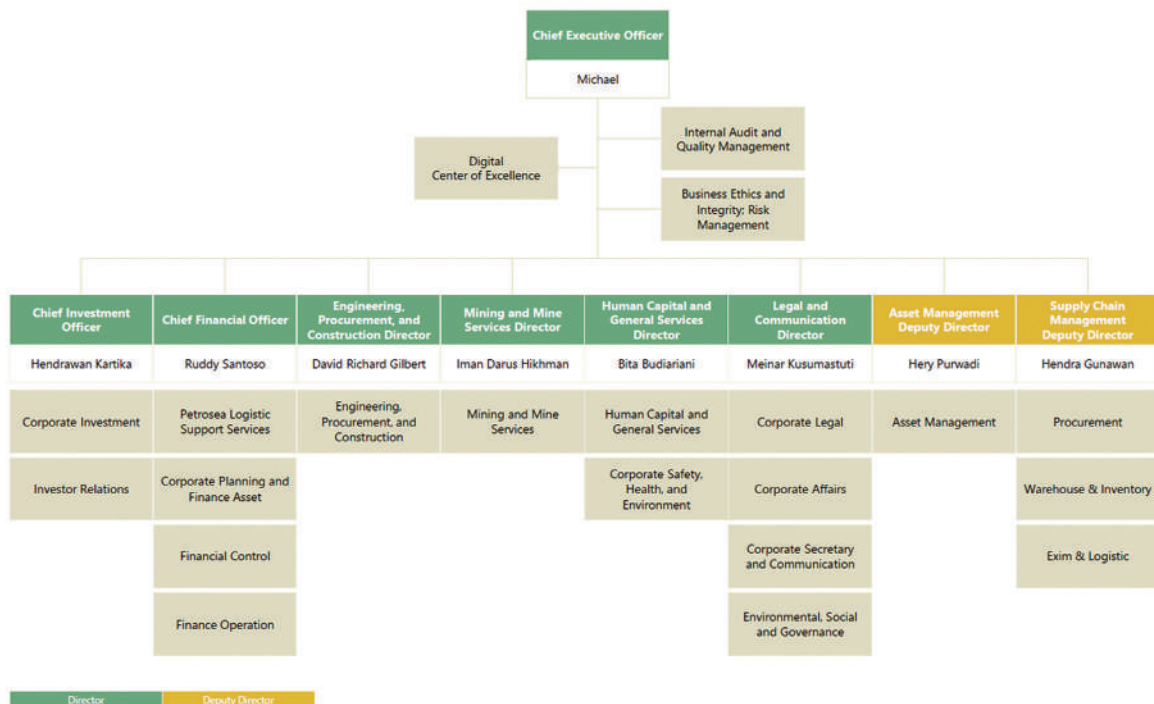 Chief Executive Officer
Michael
Internal Audit and
Quality Management
Digital
Center of Excellence
Business Ethics and
Integrity; Risk
Management
Chief Investment
Officer
Hendrawan Kartika
Corporate Investment
Investor Relations
Chief Financial Officer
Ruddy Santoso
Petrosea Logistic
Support Services
Corporate Planning and
Finance Asset
Financial Control
Finance Operation
Engineering,
Procurement, and
Construction Director
David Richard Gilbert
Engineering,
Procurement, and
Construction
Mining and Mine
Services Director
Iman Darus Hikhman
Mining and Mine
Services
Human Capital and
General Services
Director
Bita Budiariani
Human Capital and
General Services
Corporate Safety,
Health, and
Environment
Legal and
Communication
Director
Meinar Kusumastuti
Corporate Legal
Corporate Affairs
Corporate Secretary
and Communication
Environmental, Social
and Governance
Asset Management
Deputy Director
Hery Purwadi
Asset Management
Supply Chain
Management
Deputy Director
Hendra Gunawan
Procurement
Warehouse & Inventory
Exim & Logistic
Director
Deputy Director